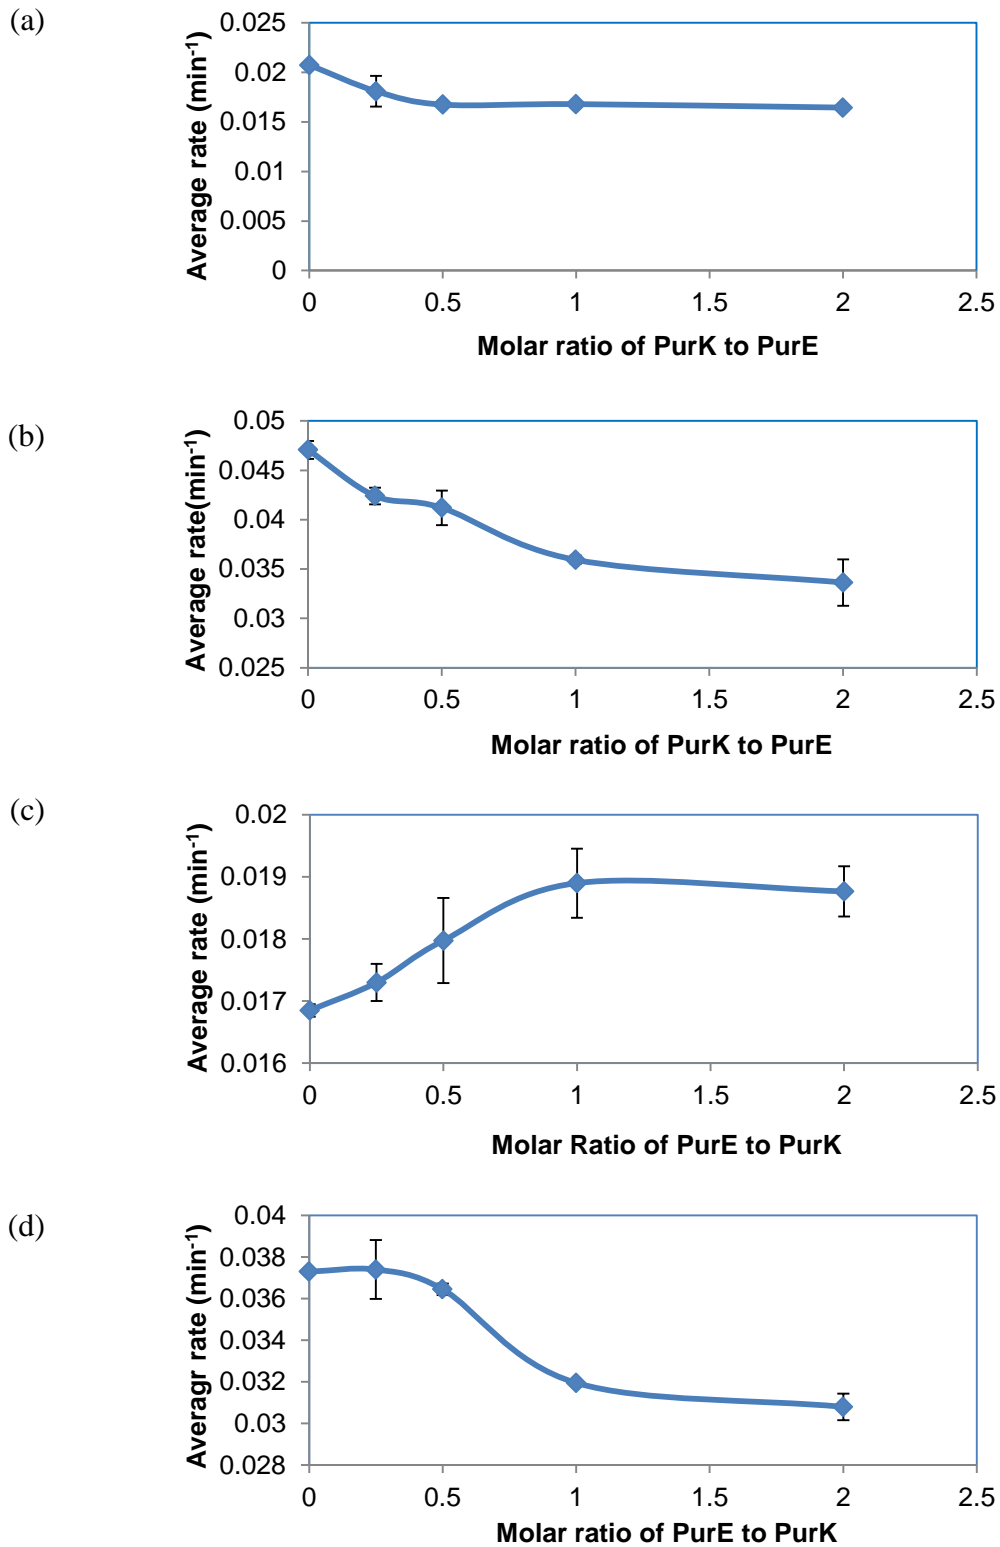 (a)
Average rate (min-1)
0.025
0.02
0.015
0.01
0.005
0
0 0.5 1 1.5 2 2.5
Molar ratio of PurK to PurE
(b)
Average rate(min-1)
0.05
0.045
0.04
0.035
0.03
0.025
0 0.5 1 1.5 2 2.5
Molar ratio of PurK to PurE
(c)
Average rate (min-1)
0.02
0.019
0.018
0.017
0.016
0 0.5 1 1.5 2 2.5
Molar Ratio of PurE to PurK
(d)
Averagr rate (min-1)
0.04
0.038
0.036
0.034
0.032
0.03
0.028
0 0.5 1 1.5 2 2.5
Molar ratio of PurE to PurK